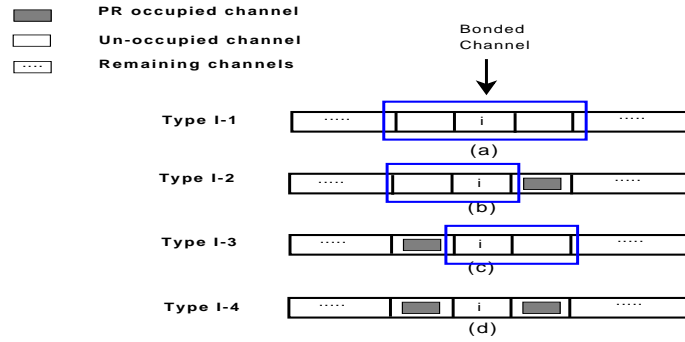 PR occupied channel
Un-occupied channel
.... Remaining channels
Bonded
Channel
Type I-1 ..... i .....
(a)
Type I-2 ..... i .....
(b)
Type I-3 ..... i .....
(c)
Type I-4 ..... i .....
(d)